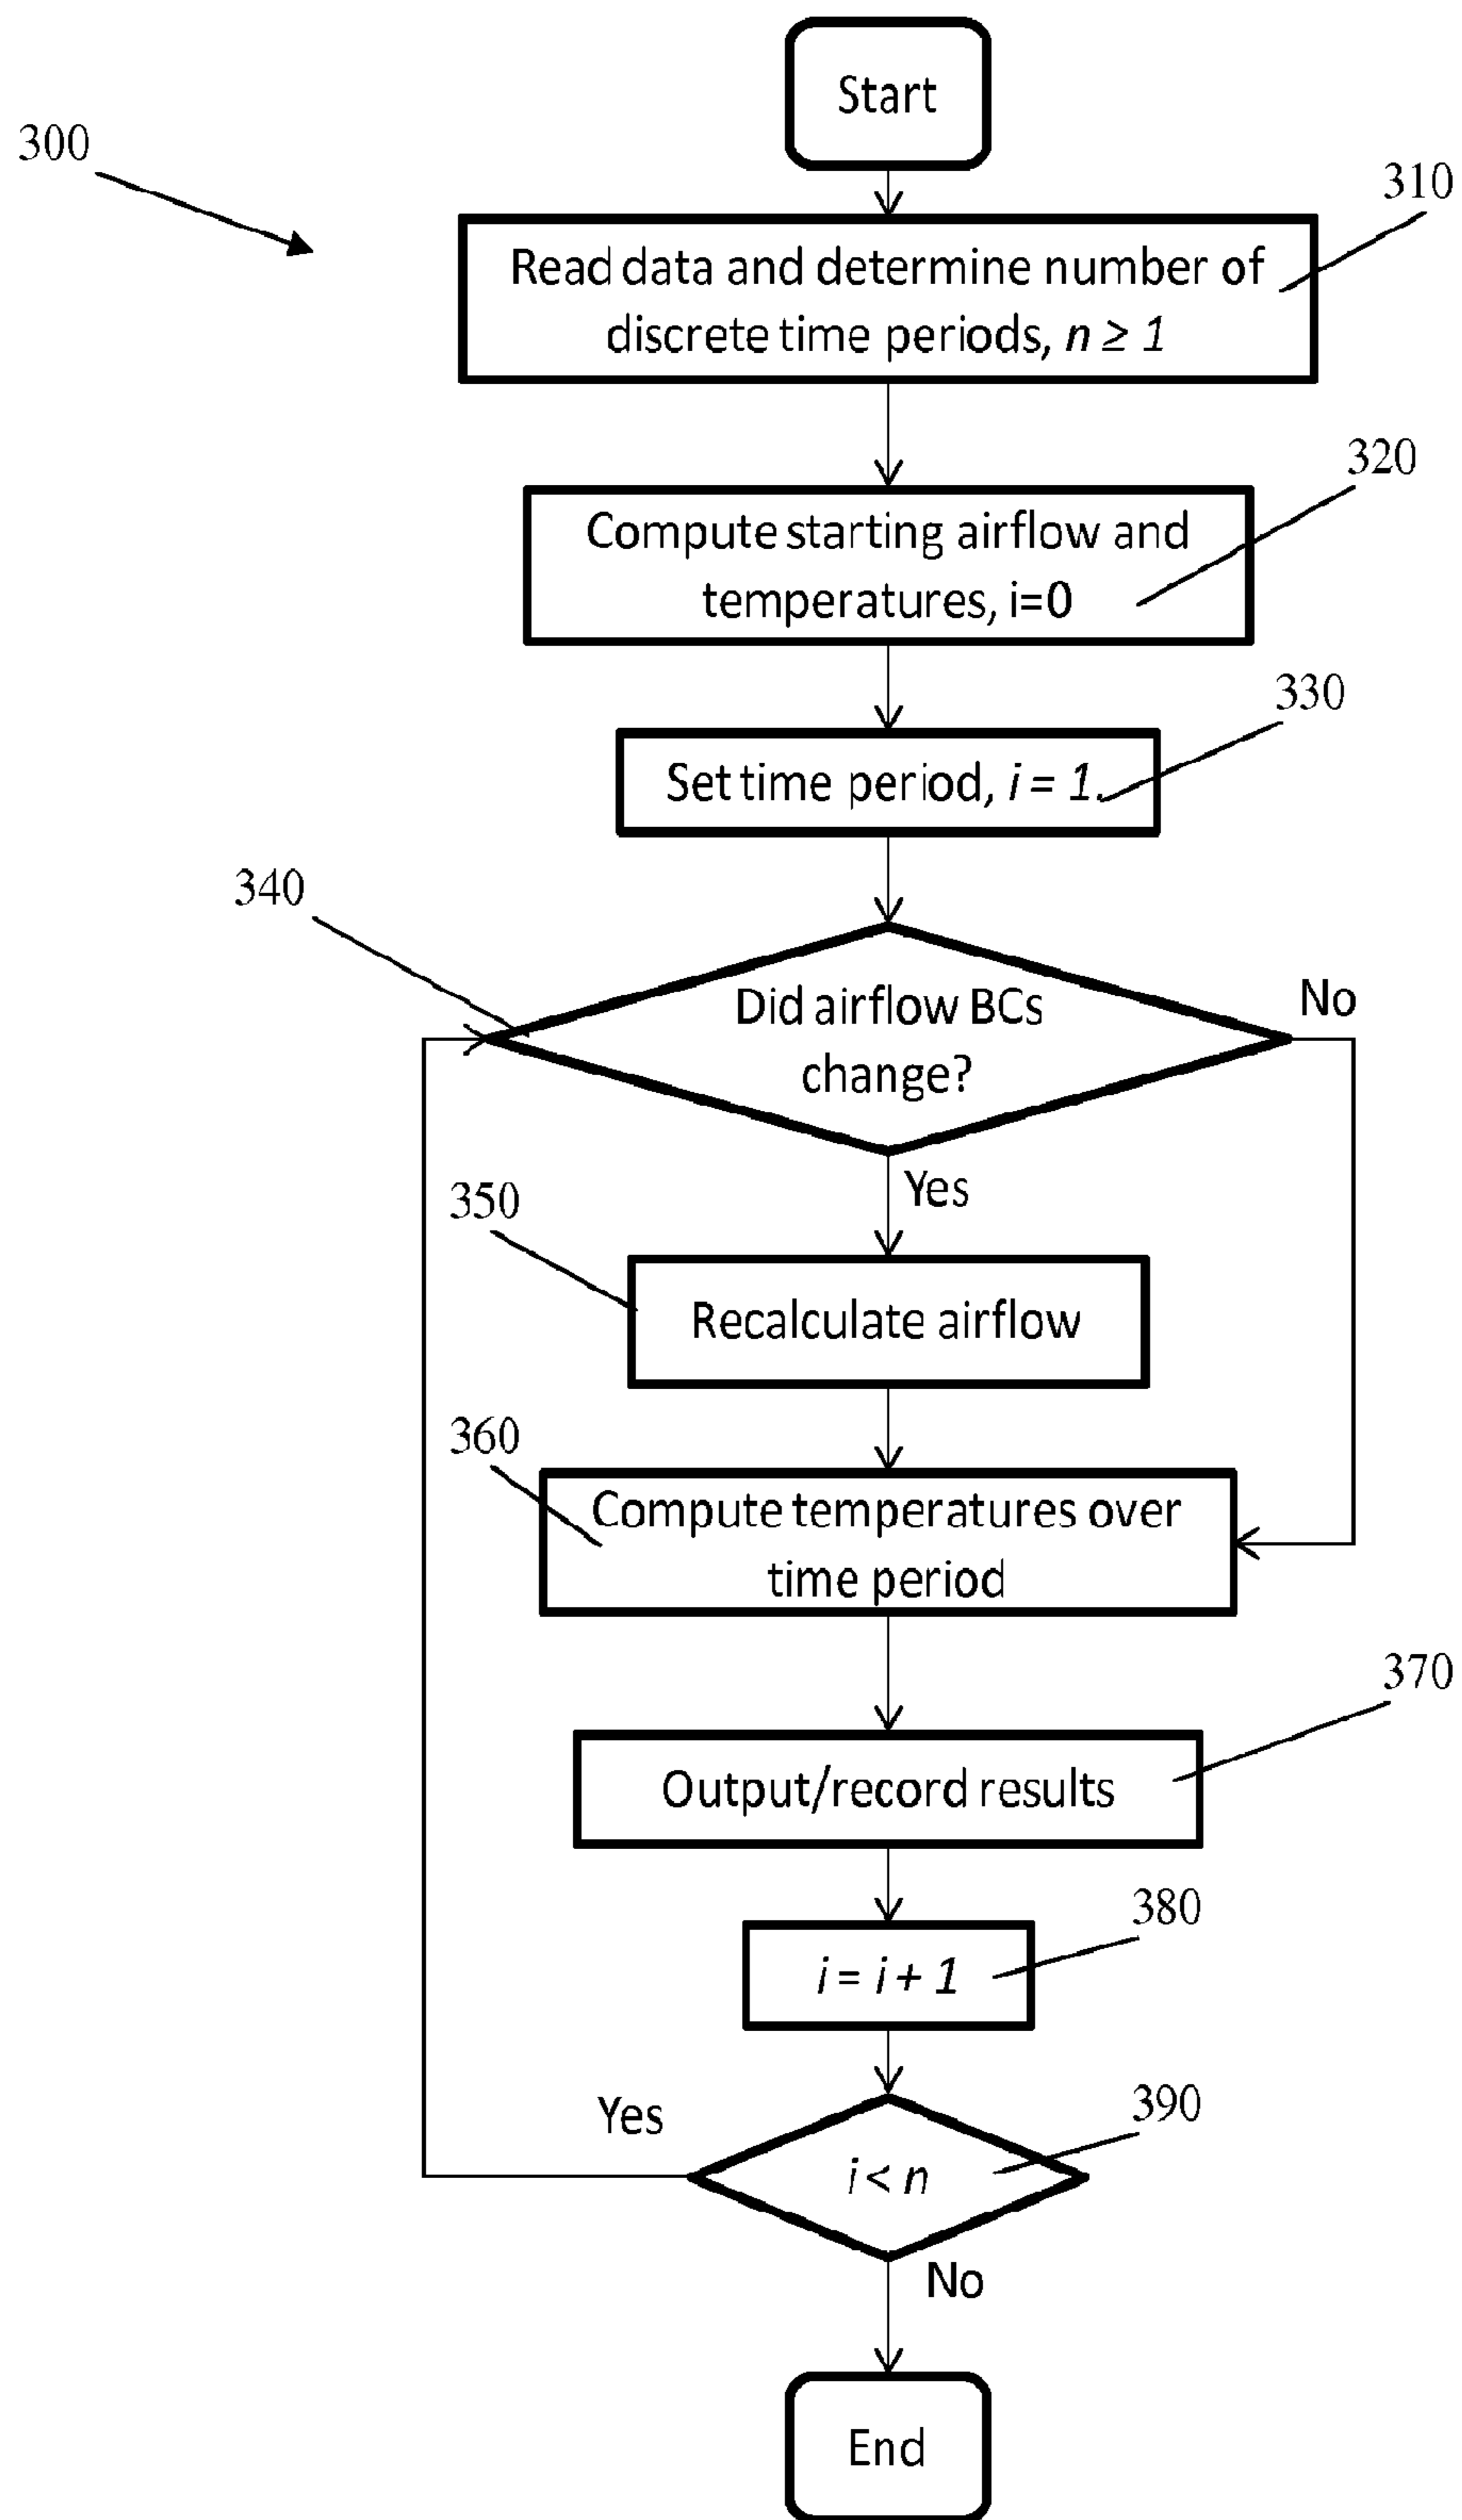 Start
300
310
Read data and determine number of
discrete time periods, n ≥ 1
320
Compute starting airflow and
temperatures, i=0
330
Set time period, i = 1.
340
Did airflow BCs
change?
No
Yes
350
Recalculate airflow
360
Compute temperatures over
time period
370
Output/record results
380
i = i + 1
390
Yes
i < n
No
End